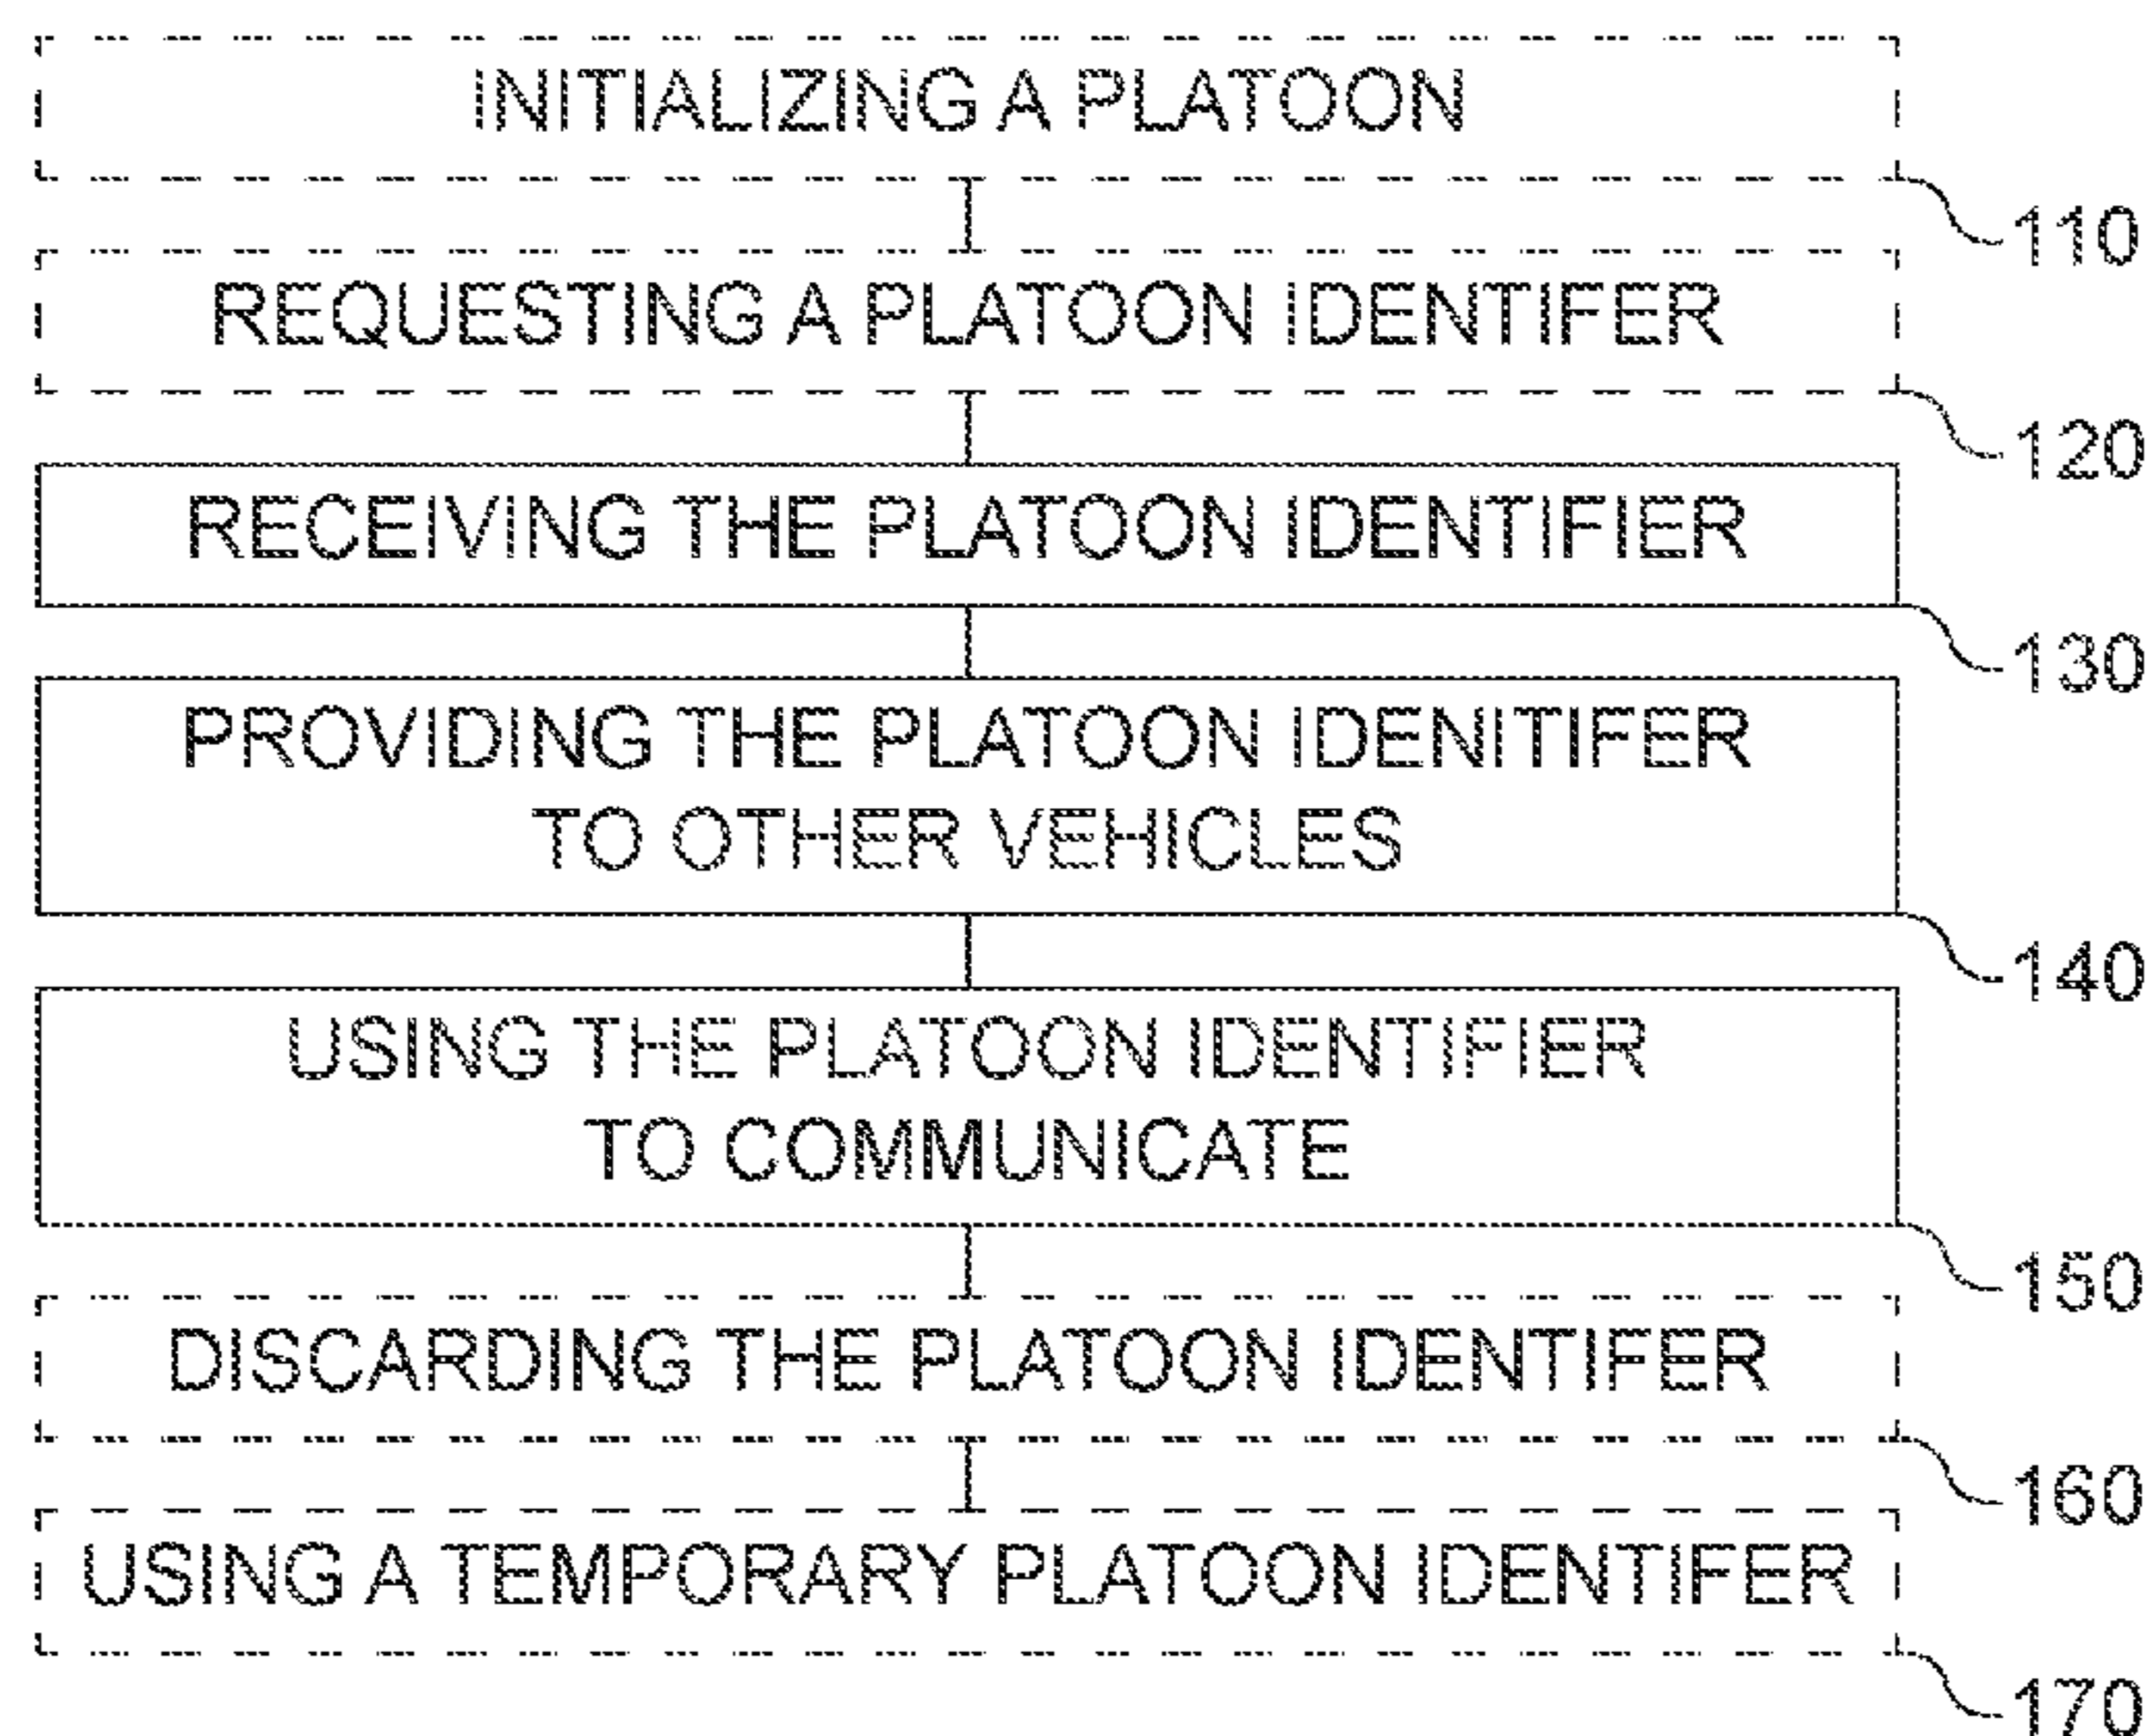 INITIALIZING A PLATOON
110
REQUESTING A PLATOON IDENTIFER
120
RECEIVING THE PLATOON IDENTIFIER
130
PROVIDING THE PLATOON IDENITIFER
TO OTHER VEHICLES
140
USING THE PLATOON IDENTIFIER
TO COMMUNICATE
150
DISCARDING THE PLATOON IDENTIFER
160
USING A TEMPORARY PLATOON IDENTIFER
170